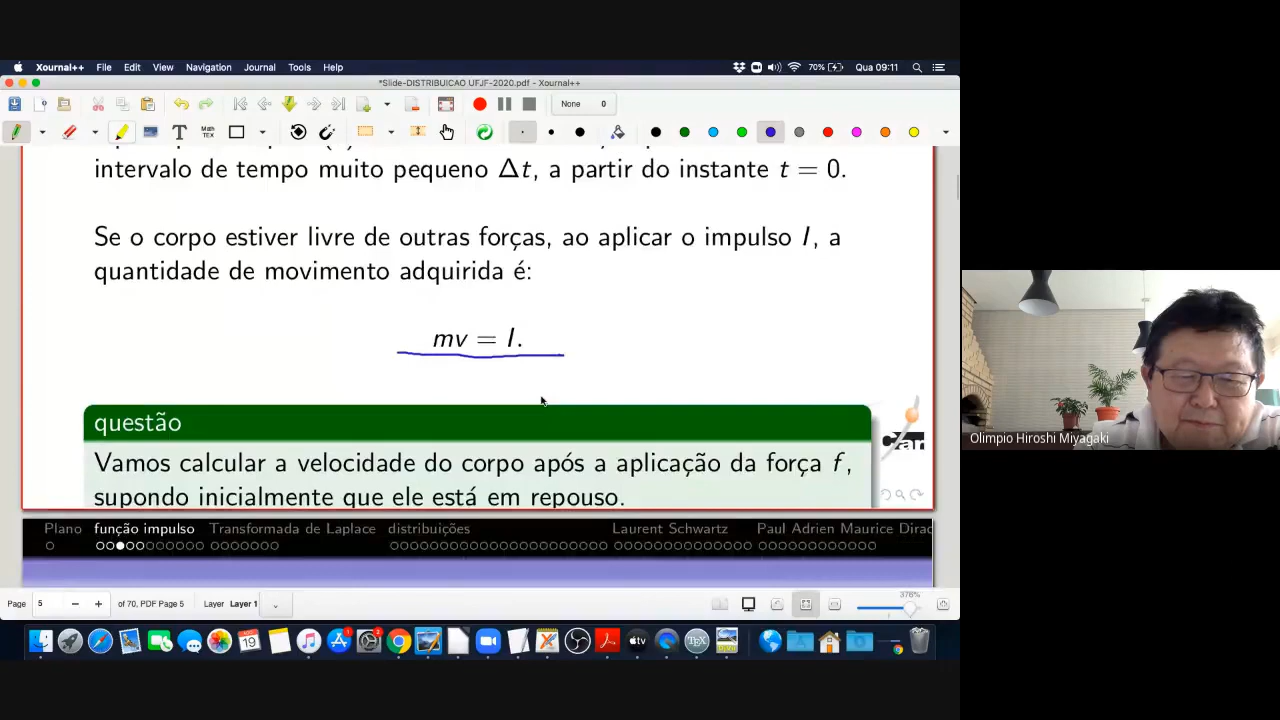 Xournal++ File Edit View Navigation Journal Tools Help 70% Qua 09:11
*Slide-DISTRIBUICAO UFJF-2020.pdf - Xournal++
None 0
intervalo de tempo muito pequeno Δt, a partir do instante t = 0.
Se o corpo estiver livre de outras forças, ao aplicar o impulso I, a
quantidade de movimento adquirida é:
mv = I.
questão
Vamos calcular a velocidade do corpo após a aplicação da força f,
supondo inicialmente que ele está em repouso.
Plano função impulso Transformada de Laplace distribuições Laurent Schwartz Paul Adrien Maurice Dirac
Page 5 of 70, PDF Page 5 Layer Layer 1 376%
Olimpio Hiroshi Miyagaki